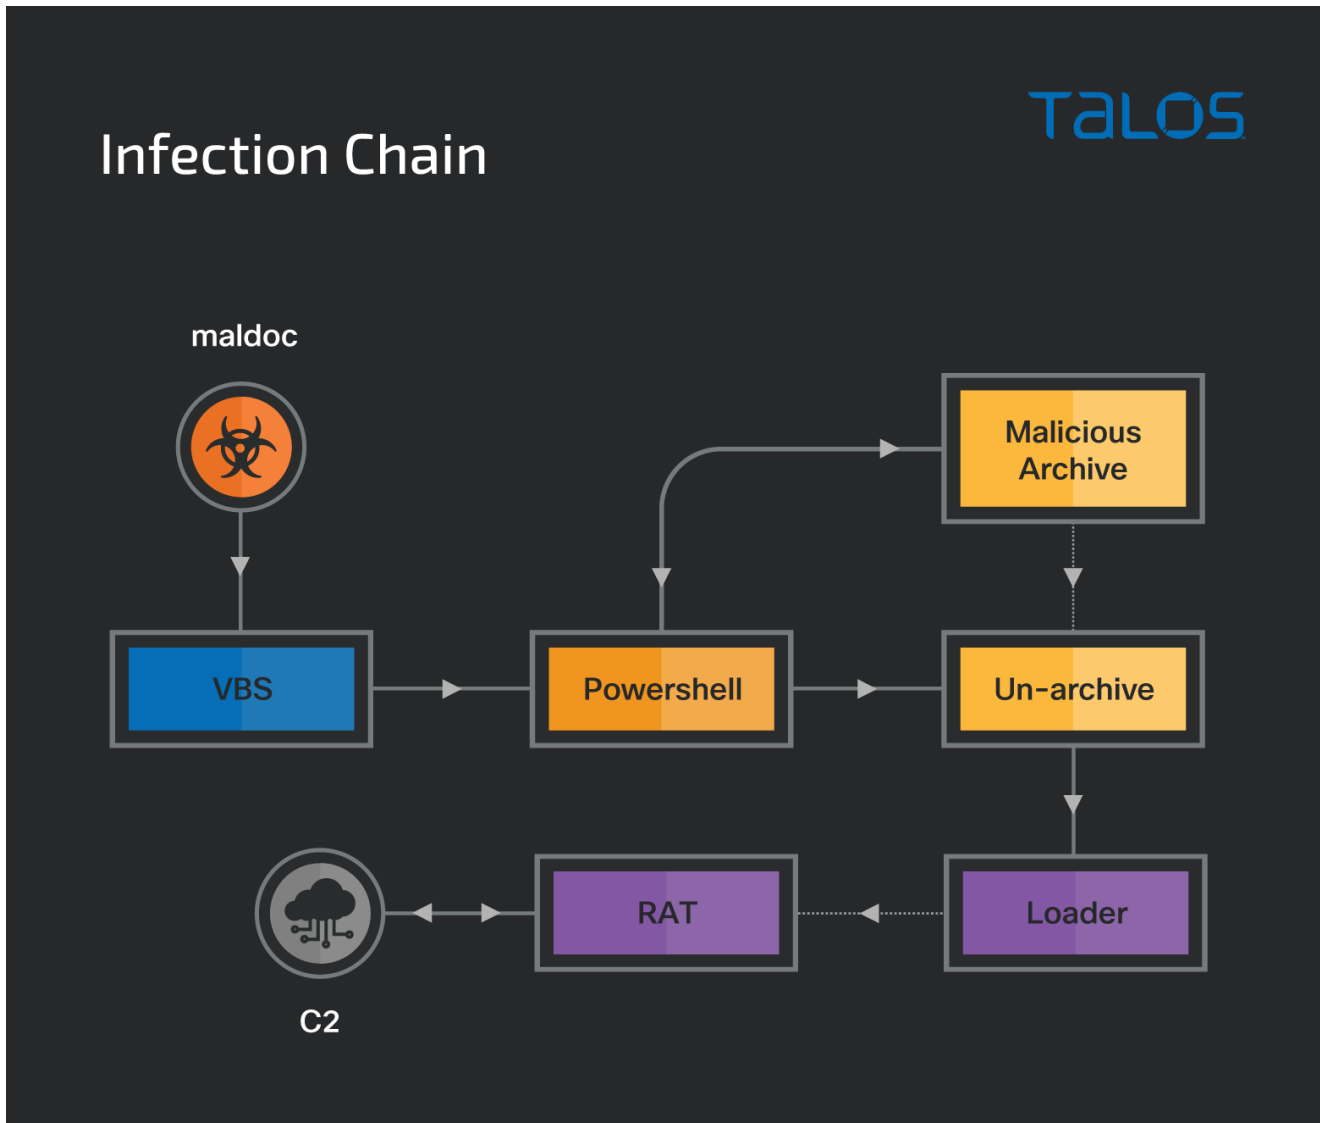 TALOS
Infection Chain
maldoc
Malicious
Archive
VBS
Powershell
Un-archive
RAT
Loader
C2